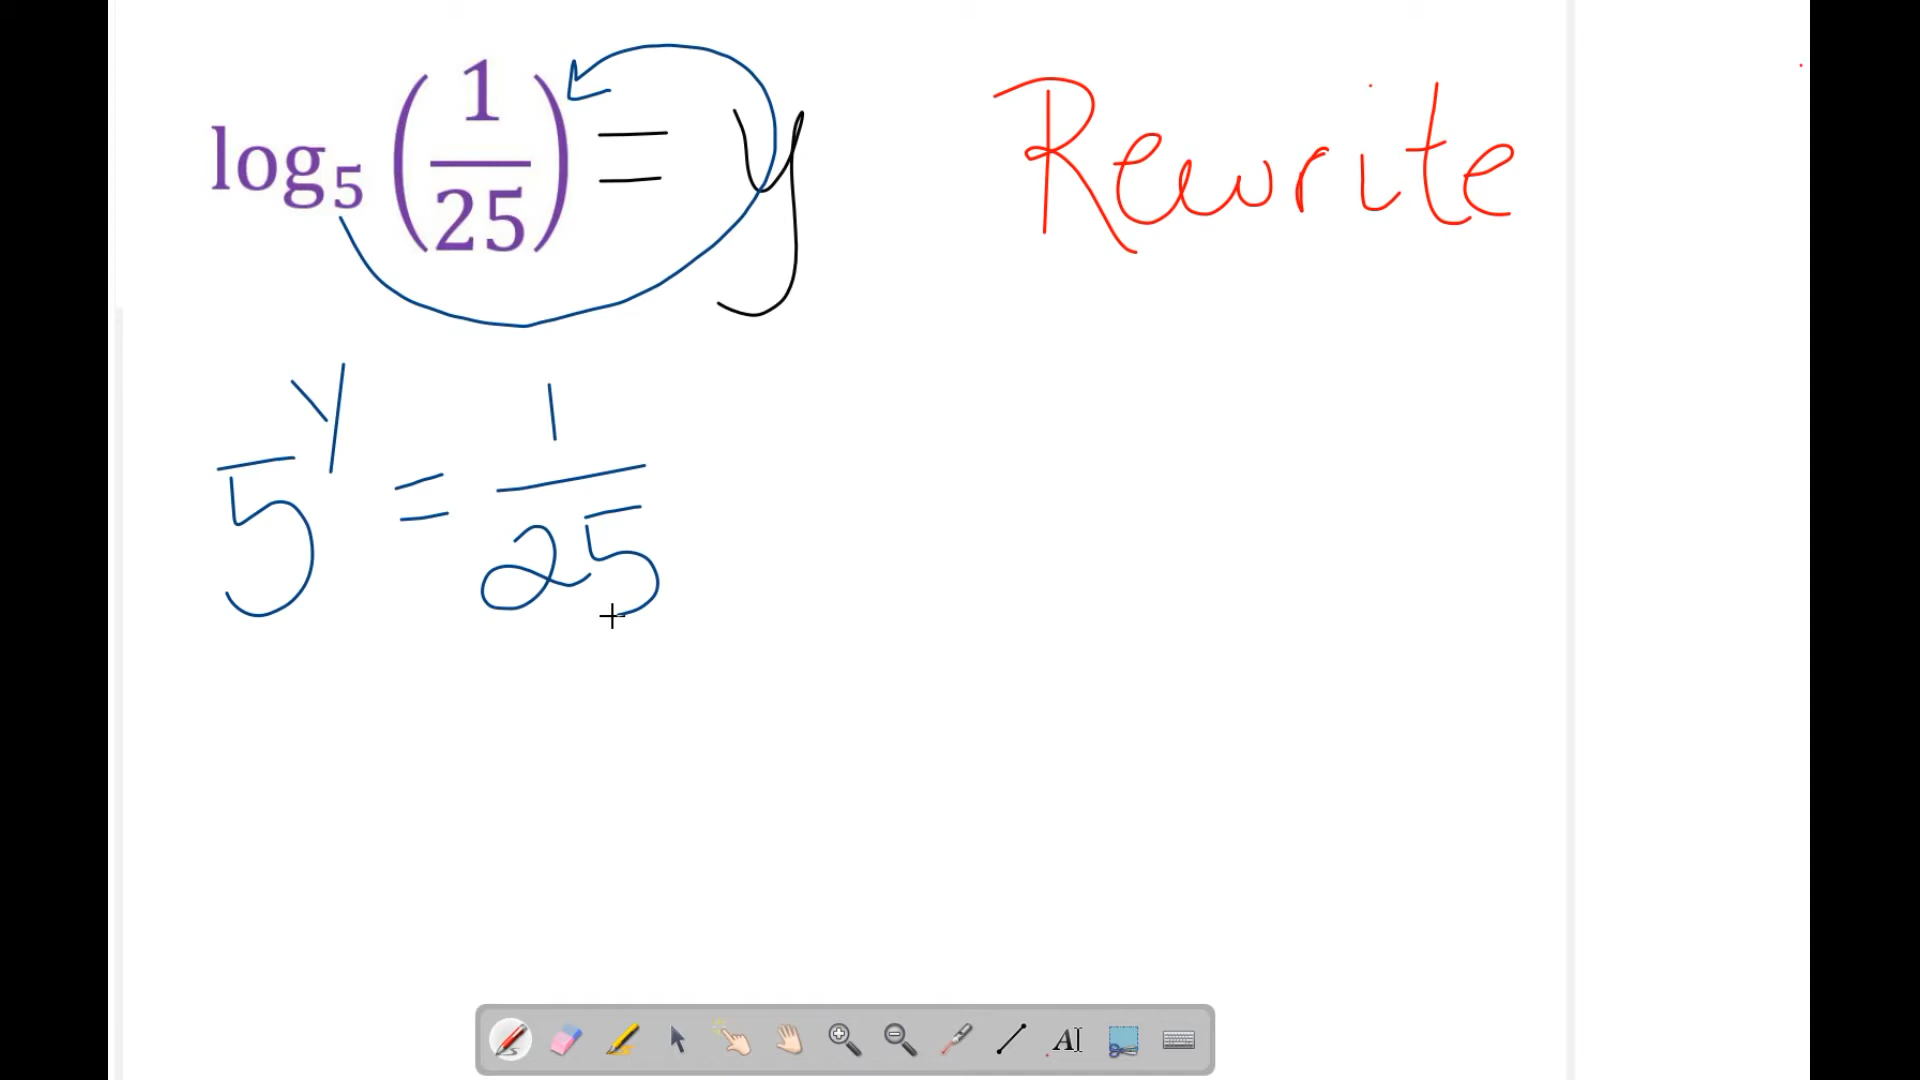 log₅(1/25) = y
Rewrite
5^y = 1/25